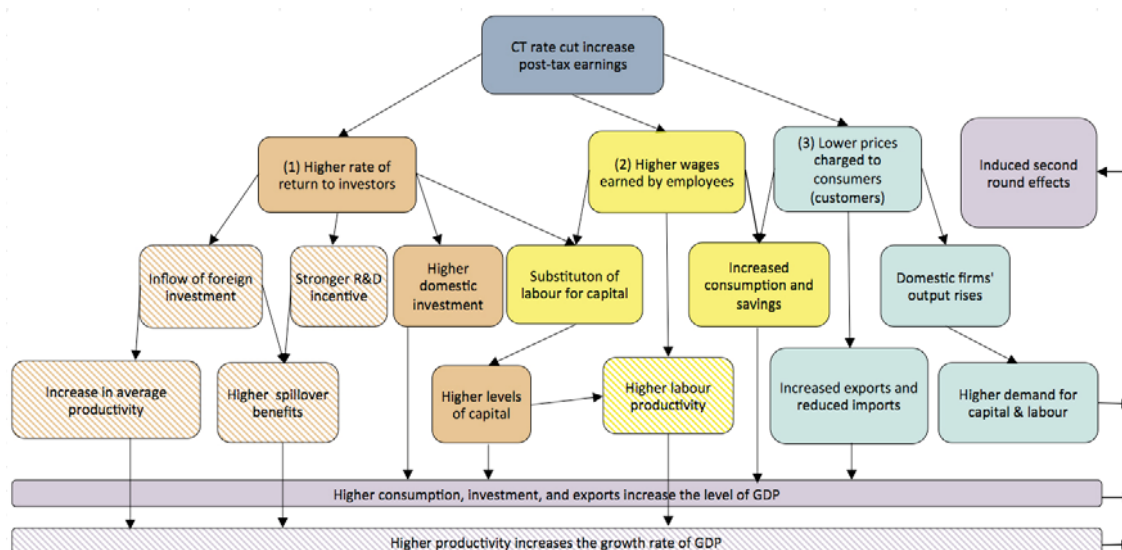 CT rate cut increase
post-tax earnings
(1) Higher rate of
return to investors
(2) Higher wages
earned by employees
(3) Lower prices
charged to
consumers
(customers)
Induced second
round effects
Inflow of foreign
investment
Stronger R&D
incentive
Higher
domestic
investment
Substituton of
labour for capital
Increased
consumption and
savings
Domestic firms'
output rises
Increase in average
productivity
Higher spillover
benefits
Higher levels
of capital
Higher labour
productivity
Increased exports and
reduced imports
Higher demand for
capital & labour
Higher consumption, investment, and exports increase the level of GDP
Higher productivity increases the growth rate of GDP